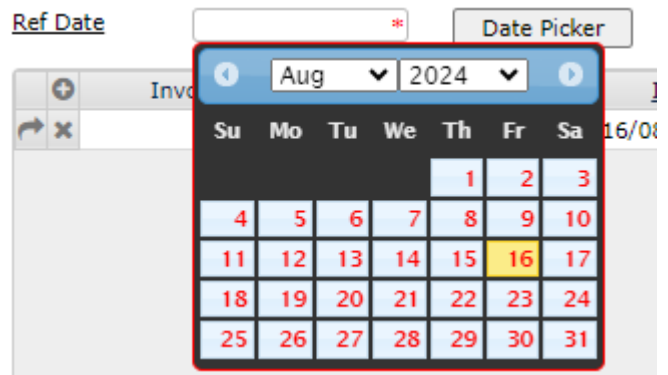 Ref Date * Date Picker
Invo Aug 2024
Su Mo Tu We Th Fr Sa 16/08
1 2 3
4 5 6 7 8 9 10
11 12 13 14 15 16 17
18 19 20 21 22 23 24
25 26 27 28 29 30 31